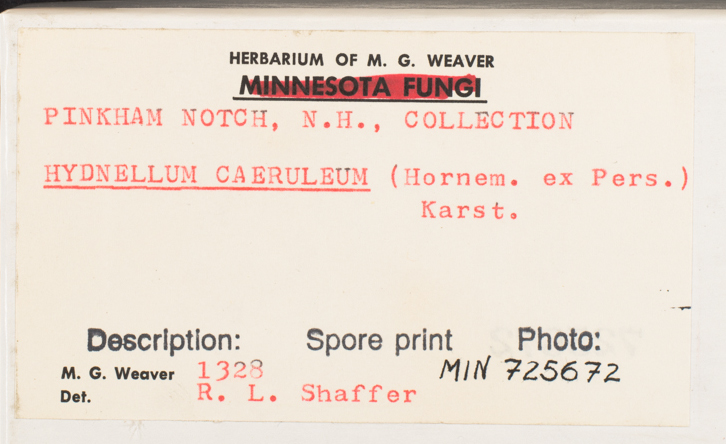 HERBARIUM OF M. G. WEAVER
MINNESOTA FUNGI
PINKHAM NOTCH, N.H., COLLECTION
HYDNELLUM CAERULEUM (Hornem. ex Pers.)
Karst.
Description: Spore print Photo:
M. G. Weaver 1328 MIN 725672
Det. R. L. Shaffer